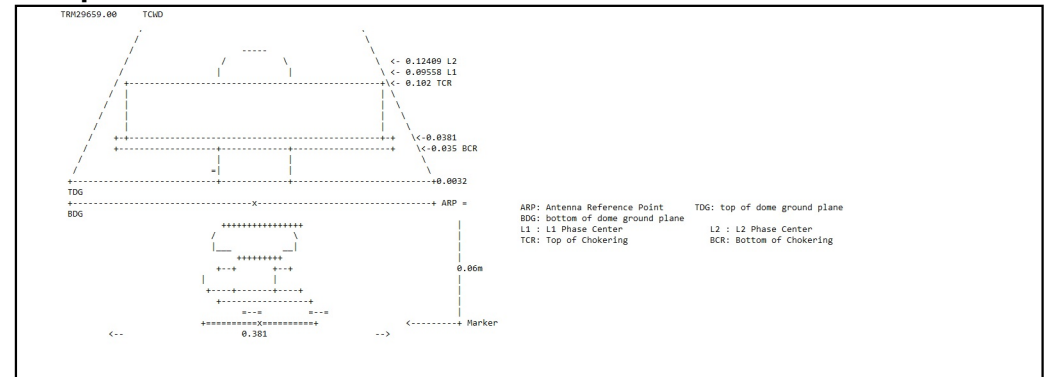 TRM29659.00 TCWD
<- 0.12409 L2
<- 0.09558 L1
<- 0.102 TCR
<-0.0381
<-0.035 BCR
+0.0032
TDG
x + ARP =
BDG
ARP: Antenna Reference Point TDG: top of dome ground plane
BDG: bottom of dome ground plane
L1 : L1 Phase Center L2 : L2 Phase Center
TCR: Top of Chokering BCR: Bottom of Chokering
0.06m
+==========x==========+ <---------+ Marker
<-- 0.381 -->